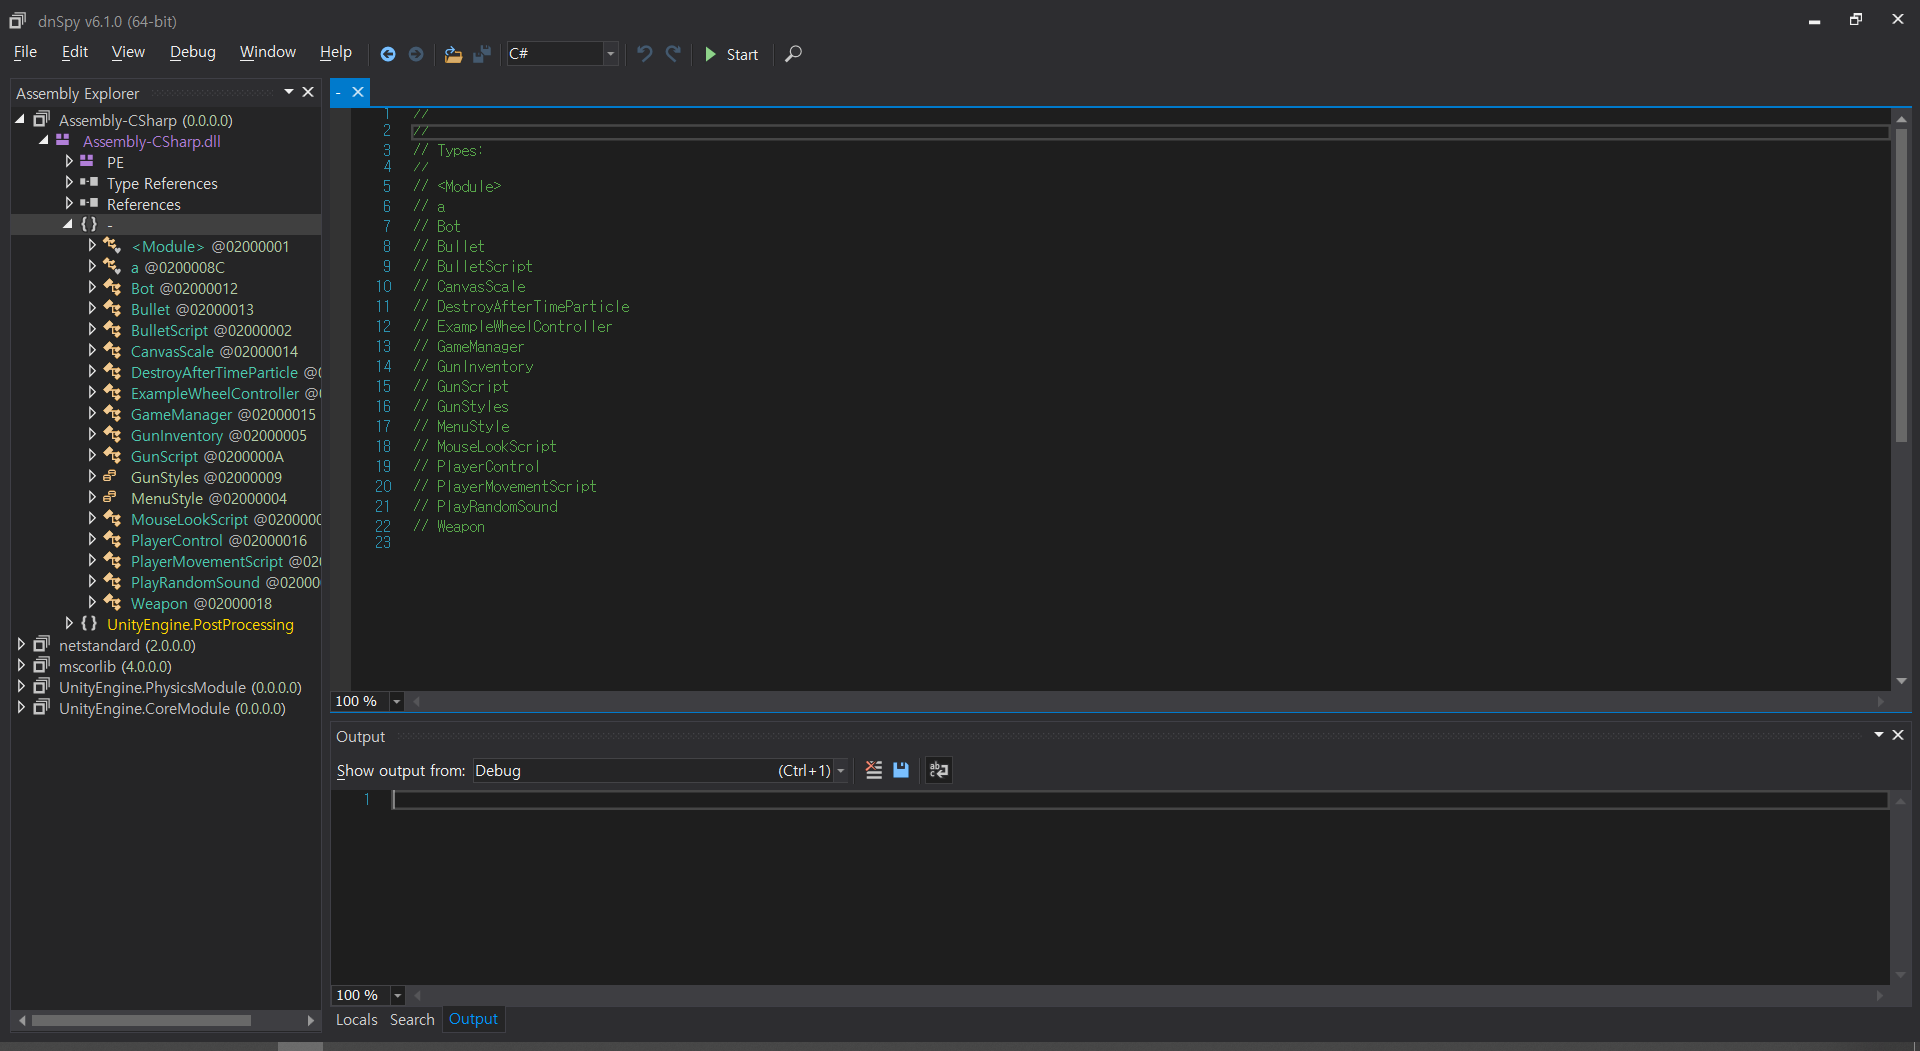 dnSpy v6.1.0 (64-bit)
File Edit View Debug Window Help C# Start
Assembly Explorer
Assembly-CSharp (0.0.0.0)
Assembly-CSharp.dll
PE
Type References
References
{ } -
<Module> @02000001
a @0200008C
Bot @02000012
Bullet @02000013
BulletScript @02000002
CanvasScale @02000014
DestroyAfterTimeParticle @0
ExampleWheelController @
GameManager @02000015
GunInventory @02000005
GunScript @0200000A
GunStyles @02000009
MenuStyle @02000004
MouseLookScript @0200000
PlayerControl @02000016
PlayerMovementScript @020
PlayRandomSound @02000
Weapon @02000018
{ } UnityEngine.PostProcessing
netstandard (2.0.0.0)
mscorlib (4.0.0.0)
UnityEngine.PhysicsModule (0.0.0.0)
UnityEngine.CoreModule (0.0.0.0)
-
1 //
2 //
3 // Types:
4 //
5 // <Module>
6 // a
7 // Bot
8 // Bullet
9 // BulletScript
10 // CanvasScale
11 // DestroyAfterTimeParticle
12 // ExampleWheelController
13 // GameManager
14 // GunInventory
15 // GunScript
16 // GunStyles
17 // MenuStyle
18 // MouseLookScript
19 // PlayerControl
20 // PlayerMovementScript
21 // PlayRandomSound
22 // Weapon
23
100 %
Output
Show output from: Debug (Ctrl+1)
1
100 %
Locals Search Output